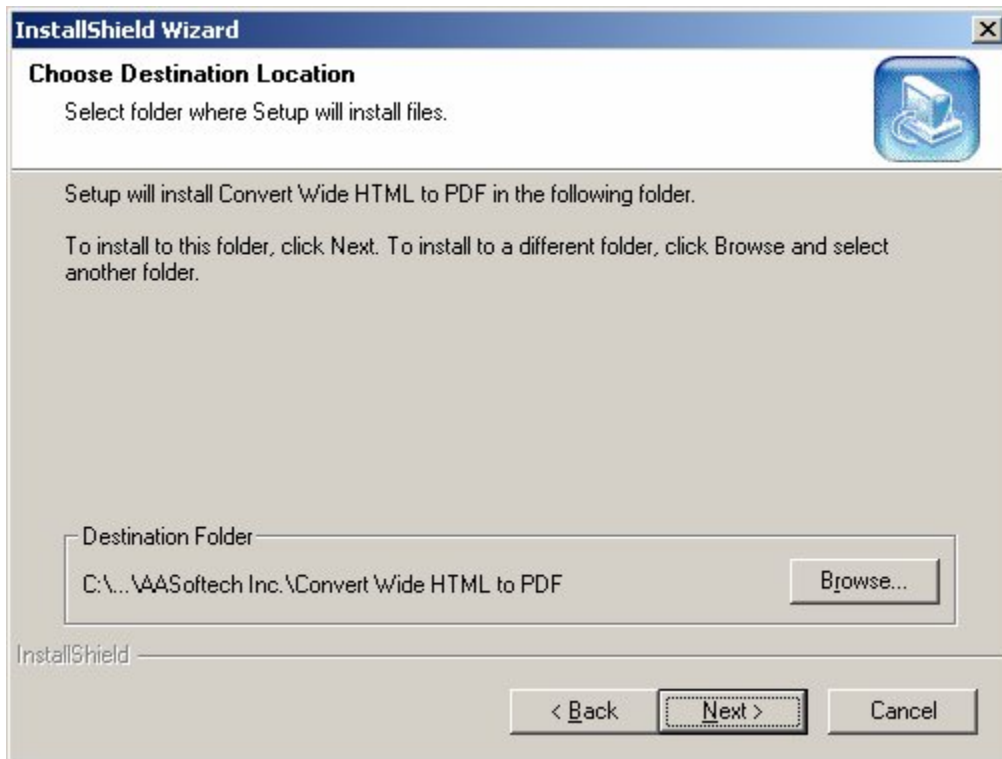 InstallShield Wizard
Choose Destination Location
Select folder where Setup will install files.
Setup will install Convert Wide HTML to PDF in the following folder.
To install to this folder, click Next. To install to a different folder, click Browse and select
another folder.
Destination Folder
C:\...\AASoftech Inc.\Convert Wide HTML to PDF
Browse...
InstallShield
< Back
Next >
Cancel